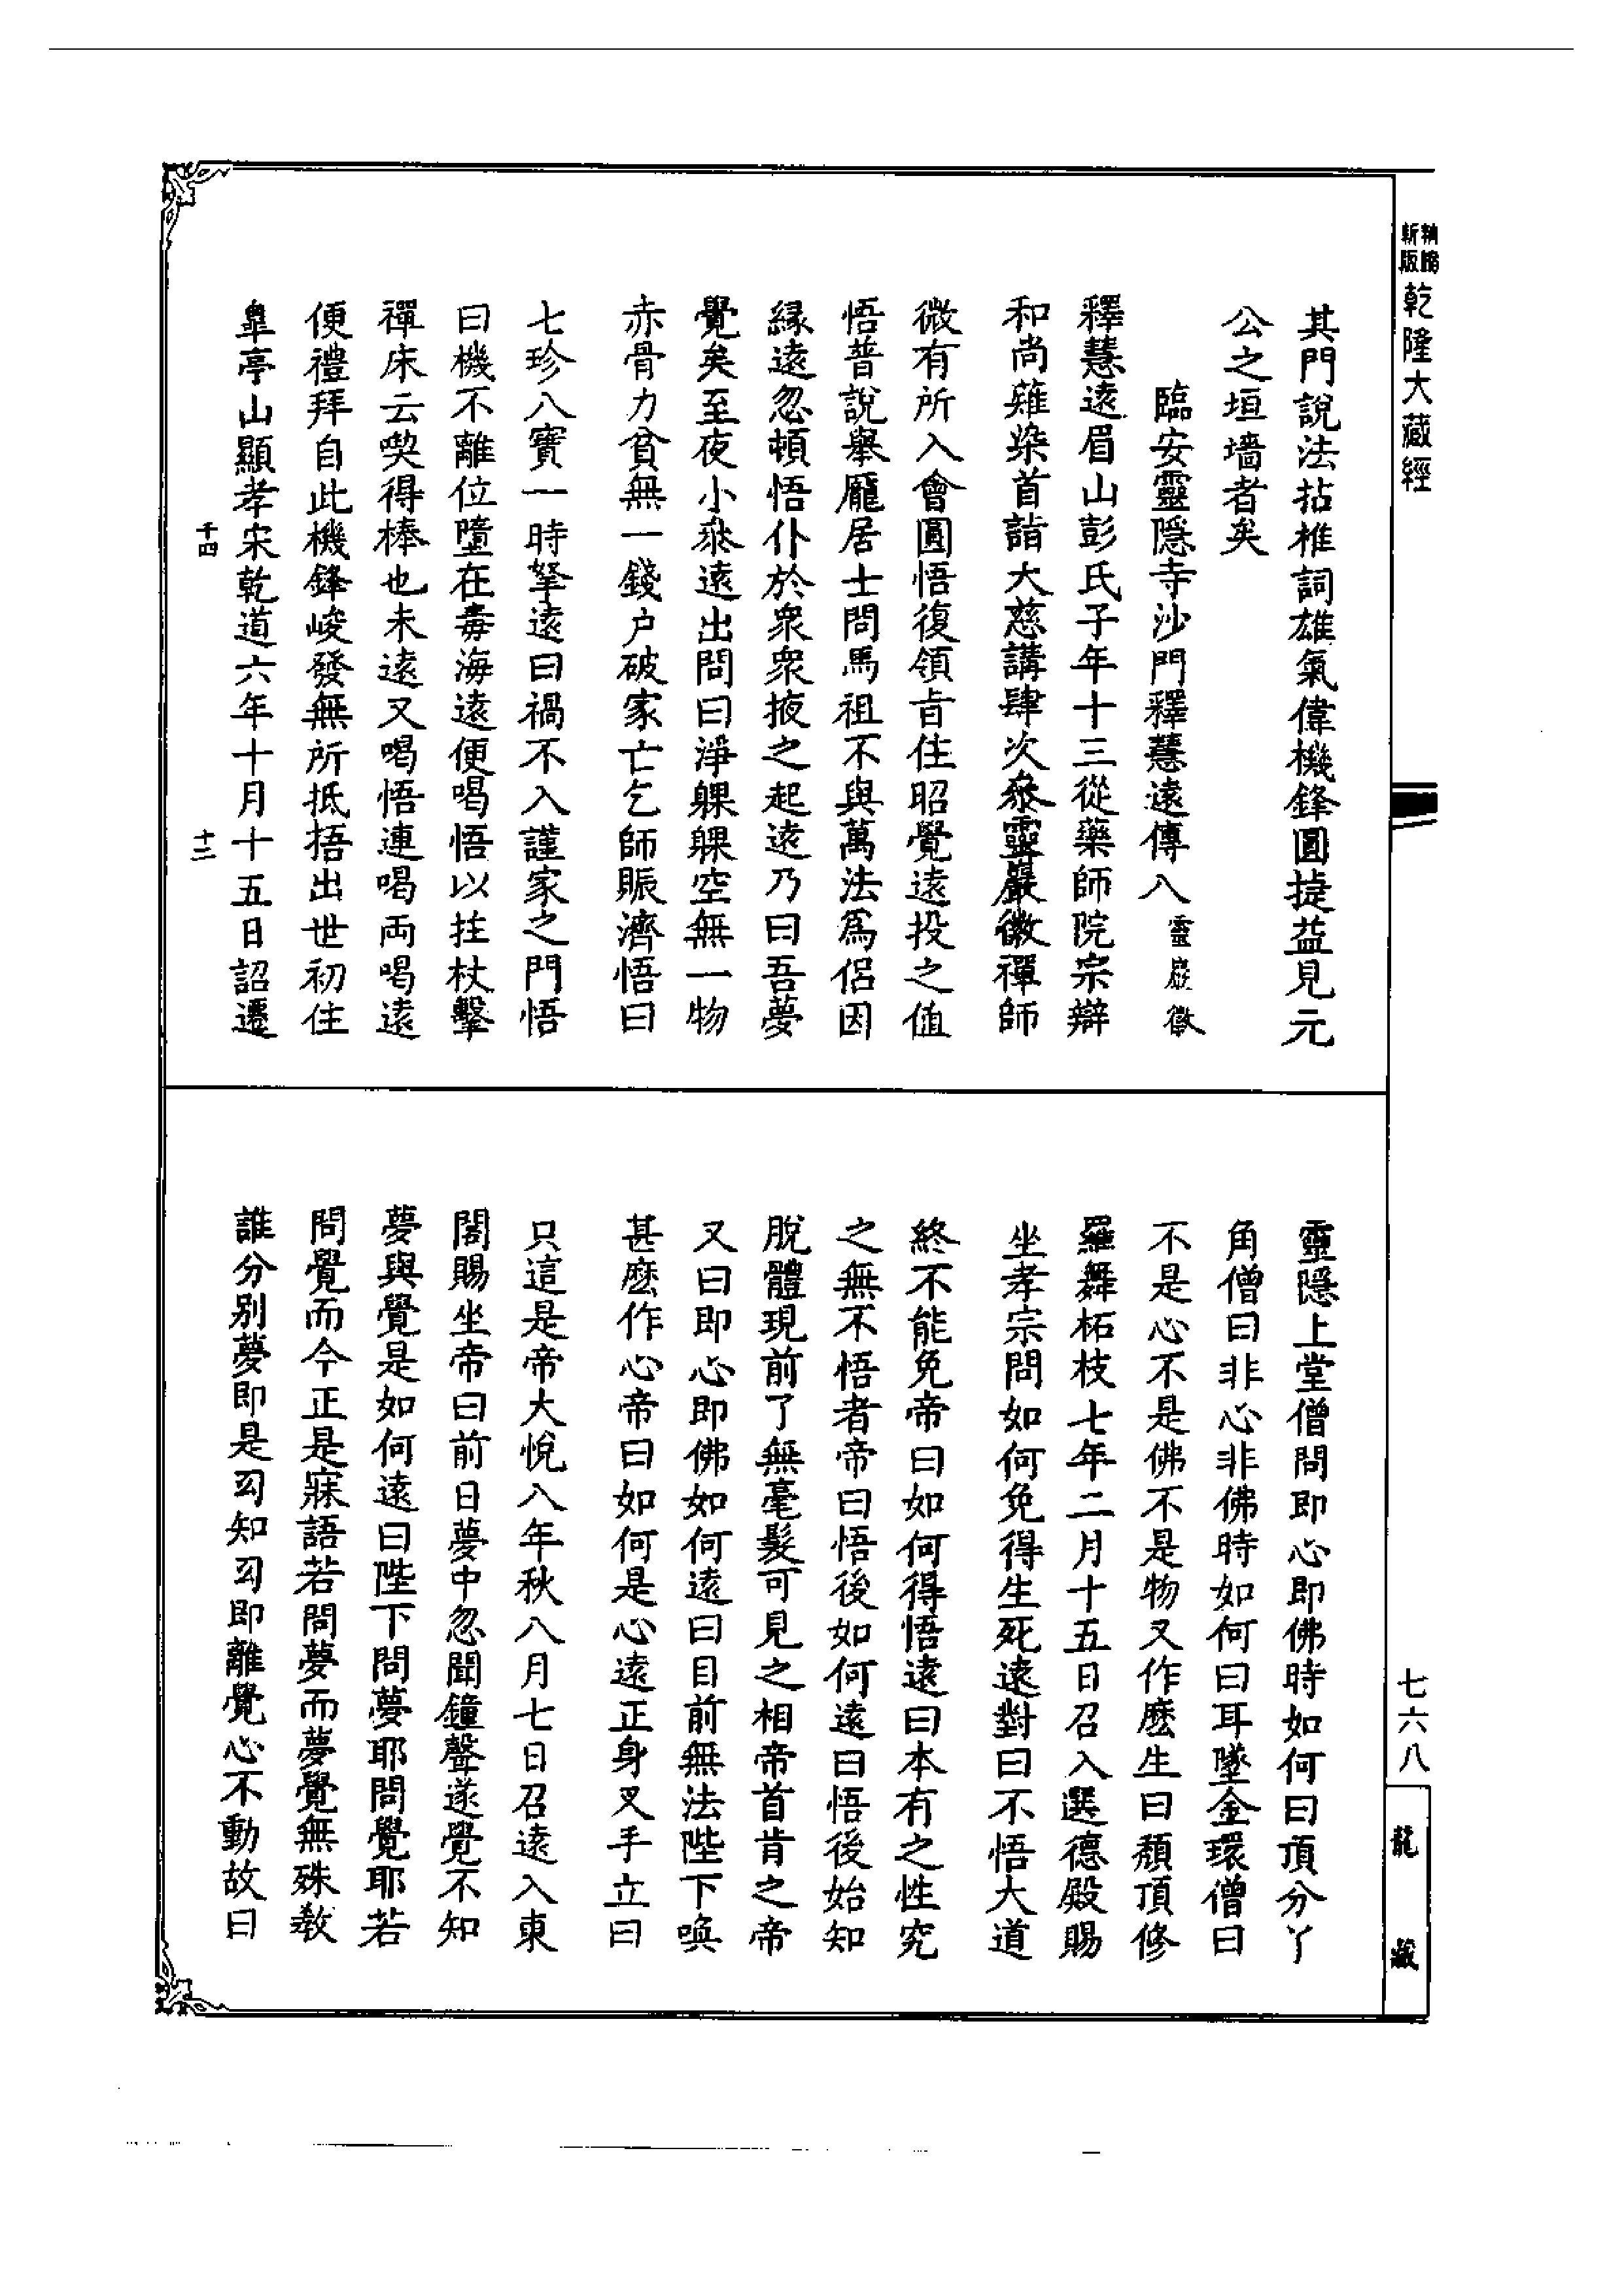 新版
乾隆大藏經
其門說法拈椎詞雄氣偉機鋒圓捷益見元
公之垣墻者矣
臨安靈隱寺沙門釋慧遠傳八靈巖徽
釋慧遠眉山彭氏子年十三從藥師院宗辯
和尚薙染首詣大慈講肆次叅靈巖徽禪師
微有所入會圓悟復領旨住昭覺遠投之值
悟普說舉龐居士問馬祖不與萬法爲侶因
緣遠忽頓悟仆於衆衆掖之起遠乃曰吾夢
覺矣至夜小叅遠出問曰淨躶躶空無一物
赤骨力貧無一錢户破家亡乞師賑濟悟曰
七珍八寶一時拏遠曰禍不入謹家之門悟
曰機不離位墮在毒海遠便喝悟以拄杖擊
禪床云喫得棒也未遠又喝悟連喝両喝遠
便禮拜自此機鋒峻發無所抵捂出世初住
臯亭山顯孝宋乾道六年十月十五日詔遷
千四
十二
靈隱上堂僧問即心即佛時如何曰頂分丫
角僧曰非心非佛時如何曰耳墜金環僧曰
不是心不是佛不是物又作麽生曰頹頂修
羅舞柘枝七年二月十五日召入選德殿賜
坐孝宗問如何免得生死遠對曰不悟大道
終不能免帝曰如何得悟遠曰本有之性究
之無不悟者帝曰悟後如何遠曰悟後始知
脫體現前了無毫髮可見之相帝首肯之帝
又曰即心即佛如何遠曰目前無法陛下喚
甚麽作心帝曰如何是心遠正身叉手立曰
只這是帝大悅八年秋八月七日召遠入東
閣賜坐帝曰前日夢中忽聞鐘聲遂覺不知
夢與覺是如何遠曰陛下問夢耶問覺耶若
問覺而今正是寐語若問夢而夢覺無殊敎
誰分別夢即是幻知幻即離覺心不動故曰
七六八
龍藏